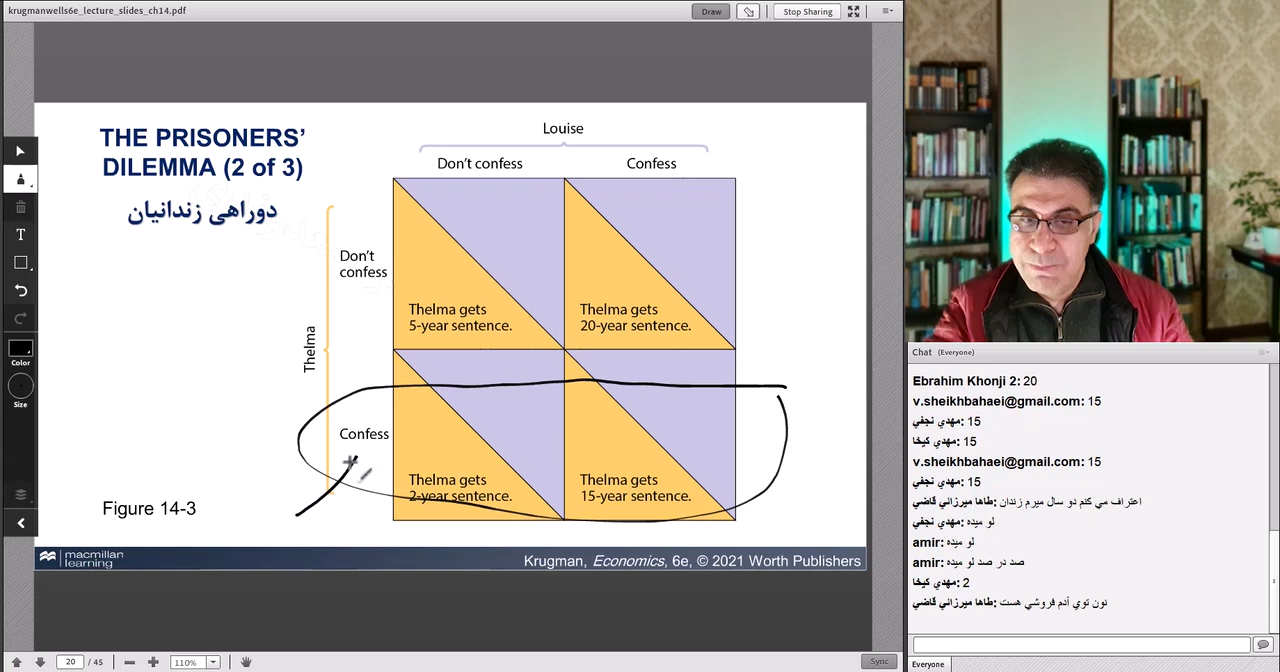 krugmanwells6e_lecture_slides_ch14.pdf
Draw
Stop Sharing
THE PRISONERS’
DILEMMA (2 of 3)
دوراهی زندانیان
Louise
Don’t confess
Confess
Thelma
Don’t
confess
Thelma gets
5-year sentence.
Thelma gets
20-year sentence.
Confess
Thelma gets
2-year sentence.
Thelma gets
15-year sentence.
Figure 14-3
macmillan
learning
Krugman, Economics, 6e, © 2021 Worth Publishers
T
Color
Size
20 / 45
110%
Sync
Chat (Everyone)
Ebrahim Khonji 2: 20
v.sheikhbahaei@gmail.com: 15
مهدي نجفي: 15
مهدي کيخا: 15
v.sheikhbahaei@gmail.com: 15
مهدي نجفي: 15
طاها ميرزائي قاضي: اعتراف مي کنم دو سال ميرم زندان
مهدي نجفي: لو ميده
amir: لو ميده
amir: صد در صد لو ميده
مهدي کيخا: 2
طاها ميرزائي قاضي: نون توي آدم فروشي هست
Everyone